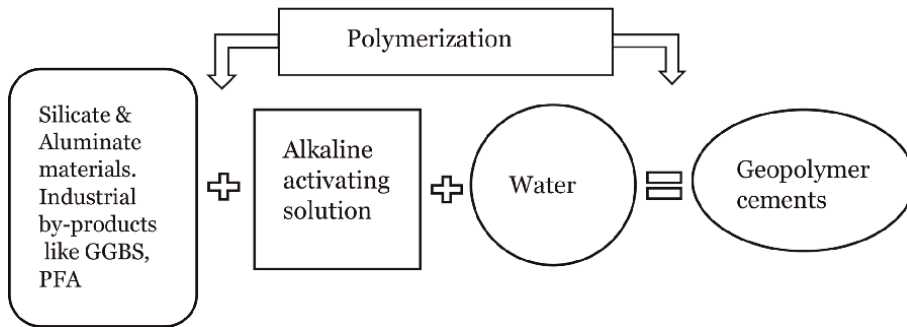 Polymerization
Silicate &
Aluminate
materials.
Industrial
by-products
like GGBS,
PFA
Alkaline
activating
solution
Water
Geopolymer
cements